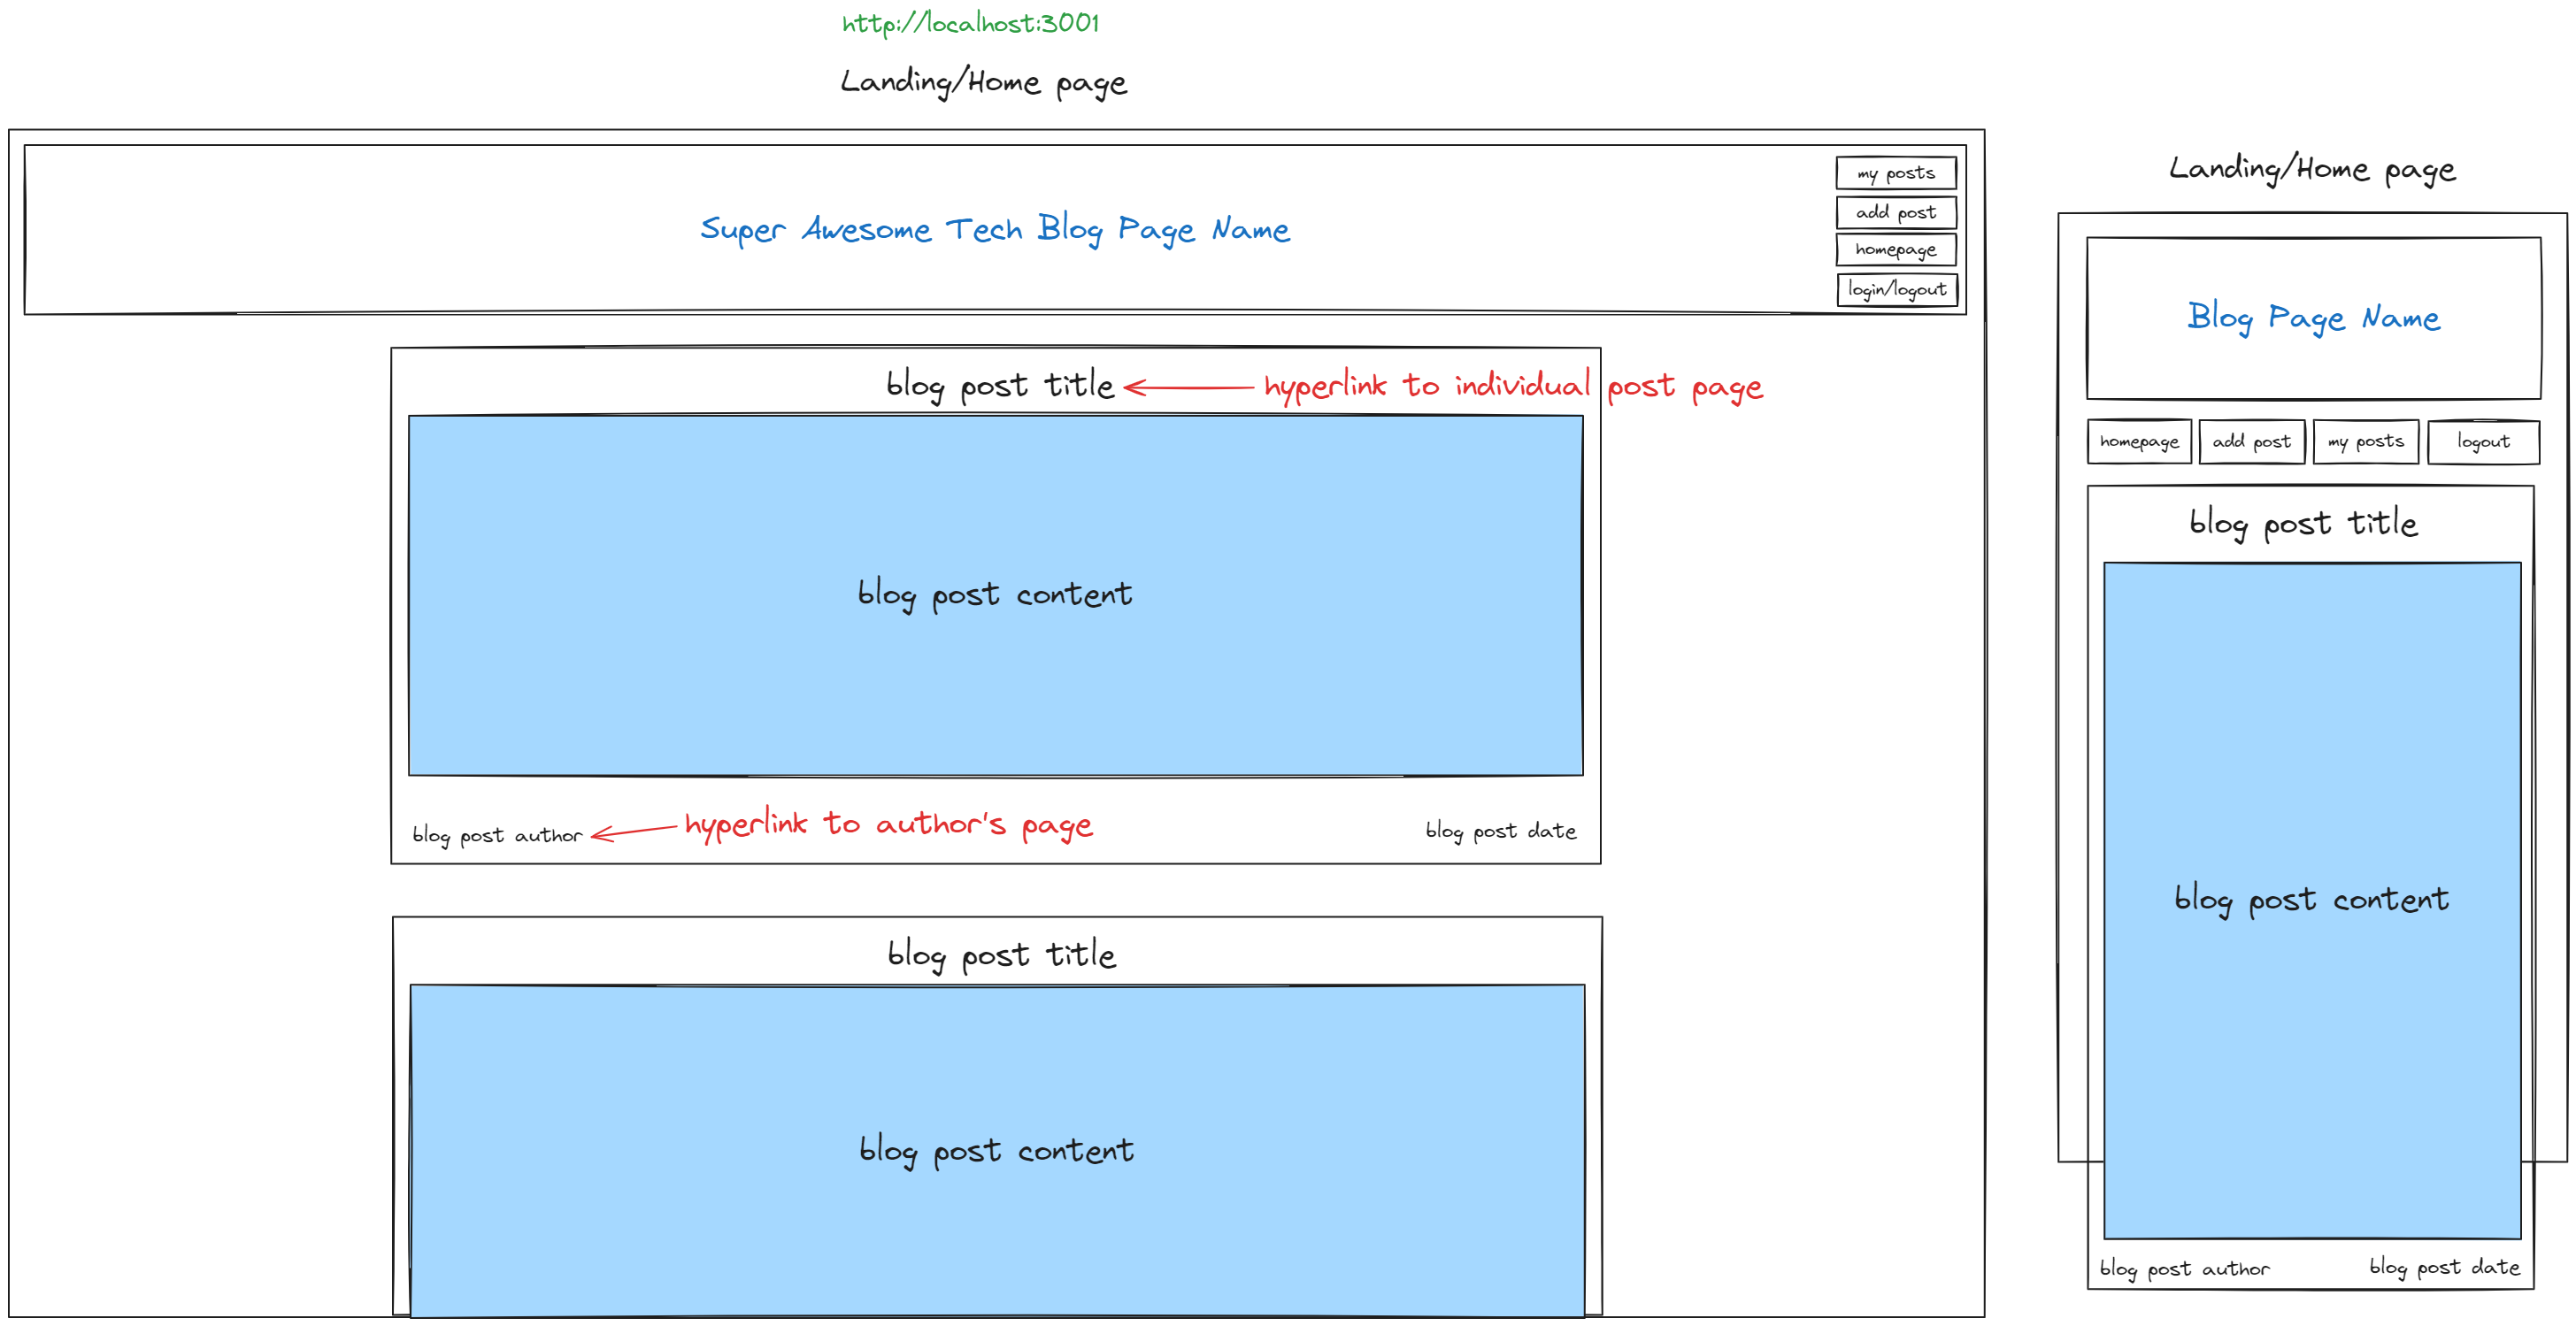 http://localhost:3001
Landing/Home page
Super Awesome Tech Blog Page Name
my posts
add post
homepage
login/logout
blog post title
hyperlink to individual post page
blog post content
blog post author
hyperlink to author's page
blog post date
blog post title
blog post content
Landing/Home page
Blog Page Name
homepage
add post
my posts
logout
blog post title
blog post content
blog post author
blog post date